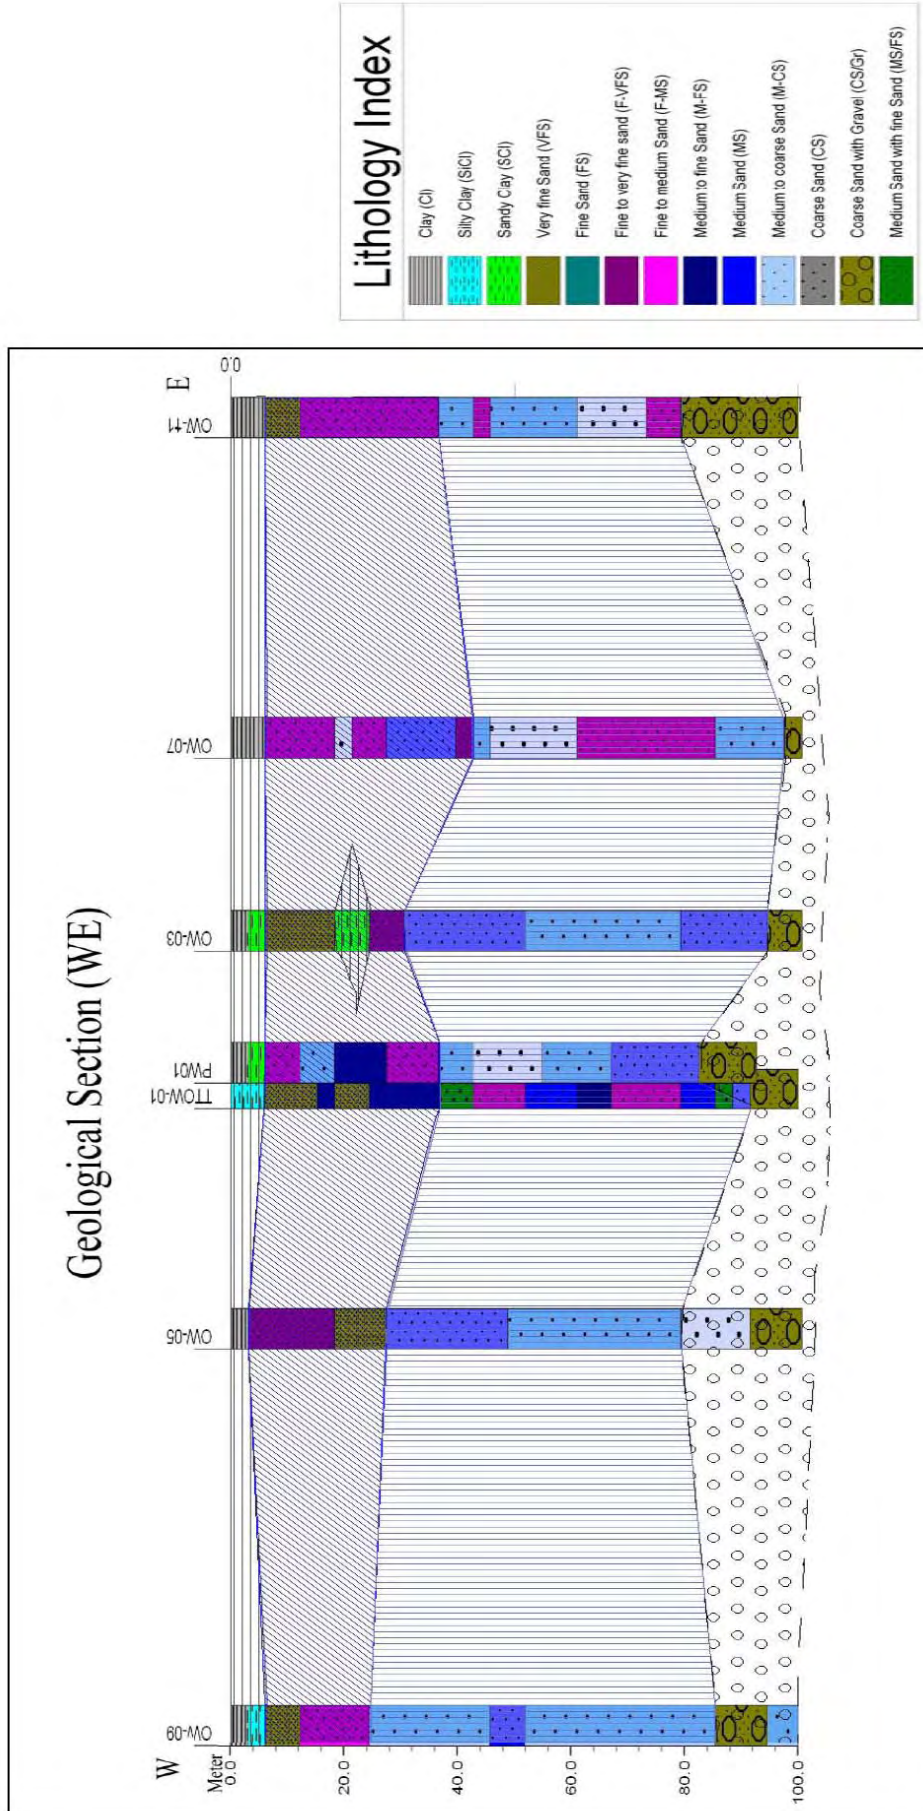 Geological Section (WE)
W
E
Meter
OW-09
OW-05
TTOW-01
PW01
OW-03
OW-07
OW-11
0.0
0.0
20.0
40.0
60.0
80.0
100.0
Lithology Index
Clay (Cl)
Silly Clay (SiCl)
Sandy Clay (SCl)
Very fine Sand (VFS)
Fine Sand (FS)
Fine to very fine sand (F-VFS)
Fine to medium Sand (F-MS)
Medium to fine Sand (M-FS)
Medium Sand (MS)
Medium to coarse Sand (M-CS)
Coarse Sand (CS)
Coarse Sand with Gravel (CS/Gr)
Medium Sand with fine Sand (MS/FS)